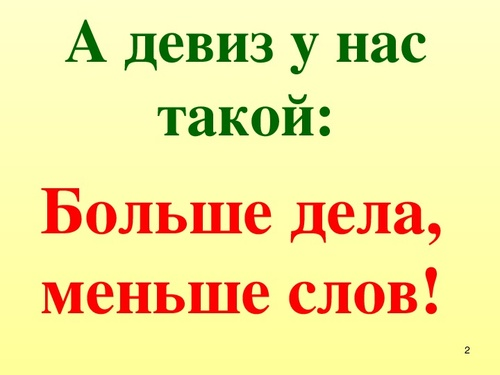 А девиз у нас
такой:
Больше дела,
меньше слов!
2